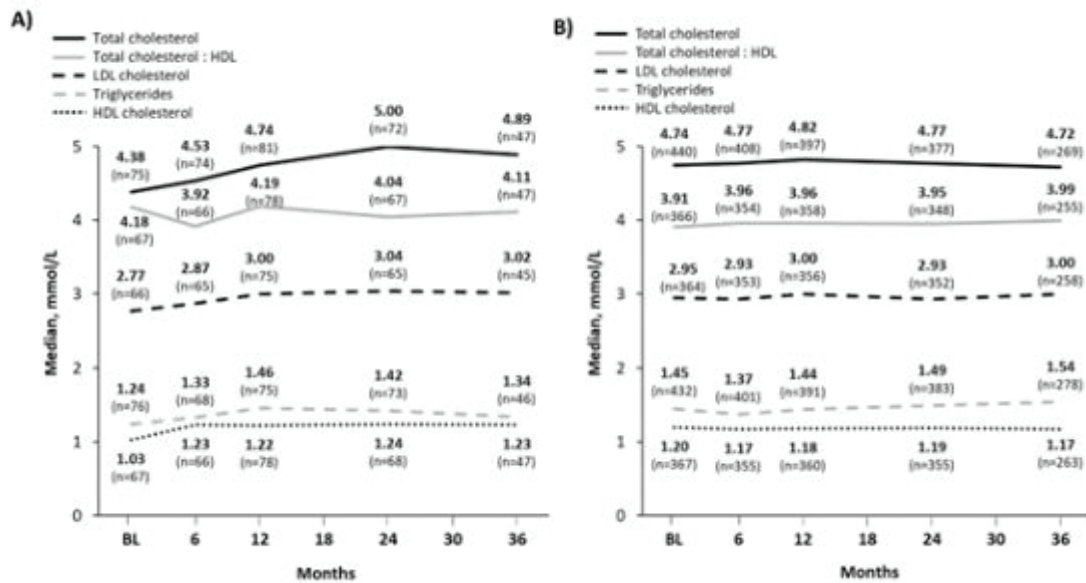 A)
Total cholesterol
Total cholesterol : HDL
LDL cholesterol
Triglycerides
HDL cholesterol
Median, mmol/L
5
4
3
2
1
0
4.38
(n=75)
4.53
(n=74)
4.74
(n=81)
5.00
(n=72)
4.89
(n=47)
4.18
(n=67)
3.92
(n=66)
4.19
(n=78)
4.04
(n=67)
4.11
(n=47)
2.77
(n=66)
2.87
(n=65)
3.00
(n=75)
3.04
(n=65)
3.02
(n=45)
1.24
(n=76)
1.33
(n=68)
1.46
(n=75)
1.42
(n=73)
1.34
(n=46)
1.03
(n=67)
1.23
(n=66)
1.22
(n=78)
1.24
(n=68)
1.23
(n=47)
BL 6 12 18 24 30 36
Months
B)
Total cholesterol
Total cholesterol : HDL
LDL cholesterol
Triglycerides
HDL cholesterol
Median, mmol/L
5
4
3
2
1
0
4.74
(n=440)
4.77
(n=408)
4.82
(n=397)
4.77
(n=377)
4.72
(n=269)
3.91
(n=366)
3.96
(n=354)
3.96
(n=358)
3.95
(n=348)
3.99
(n=255)
2.95
(n=364)
2.93
(n=353)
3.00
(n=356)
2.93
(n=352)
3.00
(n=258)
1.45
(n=432)
1.37
(n=401)
1.44
(n=391)
1.49
(n=383)
1.54
(n=278)
1.20
(n=367)
1.17
(n=355)
1.18
(n=360)
1.19
(n=355)
1.17
(n=263)
BL 6 12 18 24 30 36
Months